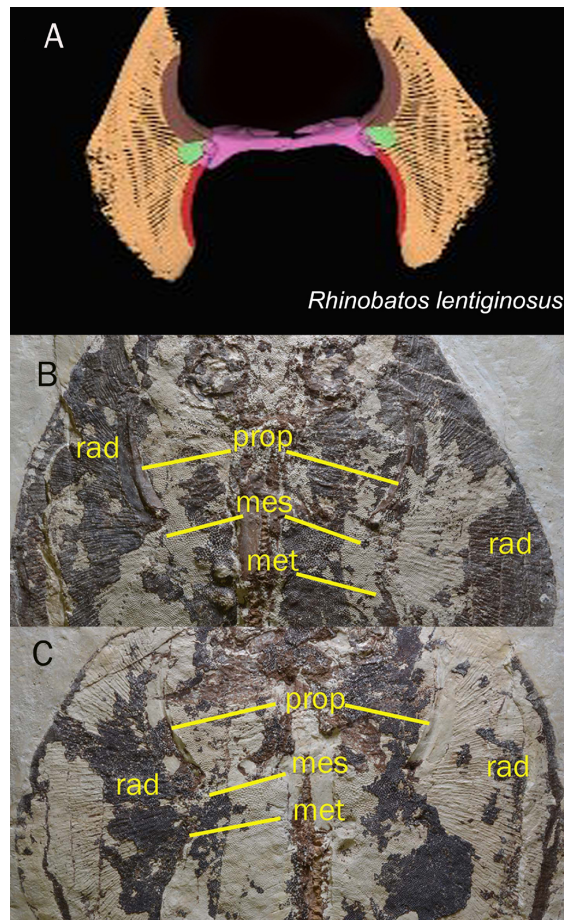 A
Rhinobatos lentiginosus
B
rad
prop
mes
met
rad
C
prop
rad
mes
rad
met